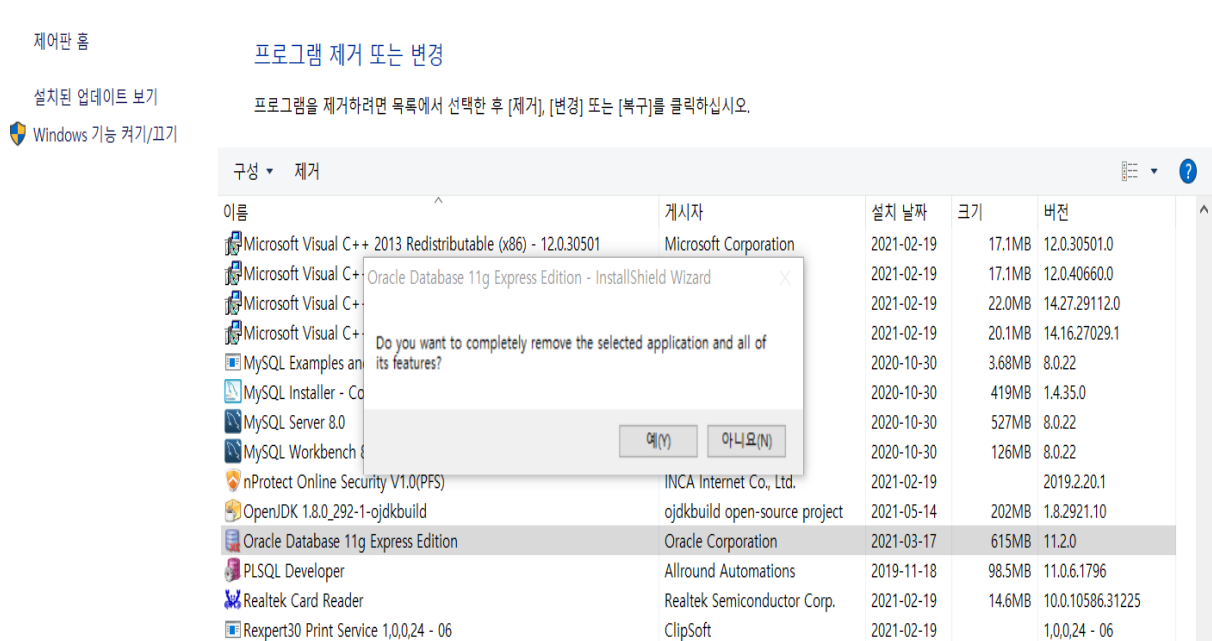 제어판 홈
설치된 업데이트 보기
Windows 기능 켜기/끄기
프로그램 제거 또는 변경
프로그램을 제거하려면 목록에서 선택한 후 [제거], [변경] 또는 [복구]를 클릭하십시오.
구성 제거
이름 게시자 설치 날짜 크기 버전
Microsoft Visual C++ 2013 Redistributable (x86) - 12.0.30501 Microsoft Corporation 2021-02-19 17.1MB 12.0.30501.0
Microsoft Visual C+ 2021-02-19 17.1MB 12.0.40660.0
Microsoft Visual C+ 2021-02-19 22.0MB 14.27.29112.0
Microsoft Visual C+ 2021-02-19 20.1MB 14.16.27029.1
MySQL Examples an 2020-10-30 3.68MB 8.0.22
MySQL Installer - Co 2020-10-30 419MB 1.4.35.0
MySQL Server 8.0 2020-10-30 527MB 8.0.22
MySQL Workbench 8 2020-10-30 126MB 8.0.22
Oracle Database 11g Express Edition - InstallShield Wizard
Do you want to completely remove the selected application and all of
its features?
예(Y) 아니요(N)
nProtect Online Security V1.0(PFS) INCA Internet Co., Ltd. 2021-02-19 2019.2.20.1
OpenJDK 1.8.0_292-1-ojdkbuild ojdkbuild open-source project 2021-05-14 202MB 1.8.2921.10
Oracle Database 11g Express Edition Oracle Corporation 2021-03-17 615MB 11.2.0
PLSQL Developer Allround Automations 2019-11-18 98.5MB 11.0.6.1796
Realtek Card Reader Realtek Semiconductor Corp. 2021-02-19 14.6MB 10.0.10586.31225
Rexpert30 Print Service 1,0,0,24 - 06 ClipSoft 2021-02-19 1,0,0,24 - 06